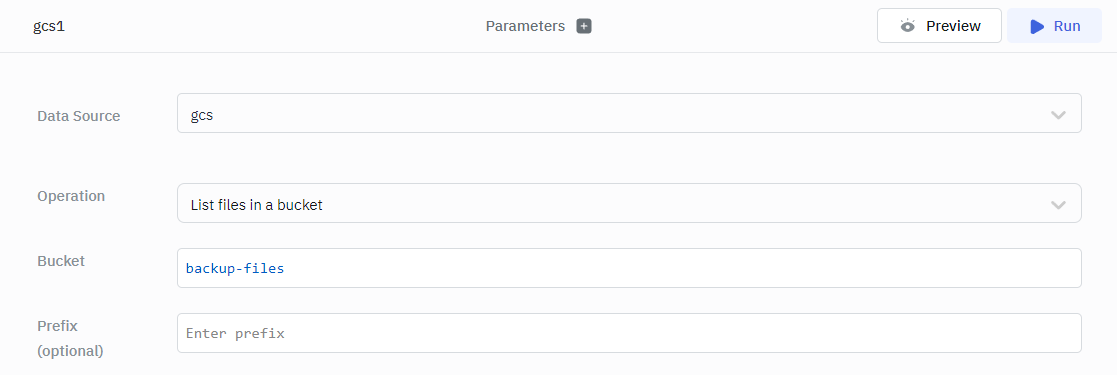 gcs1
Parameters
Preview
Run
Data Source
gcs
Operation
List files in a bucket
Bucket
backup-files
Prefix
(optional)
Enter prefix